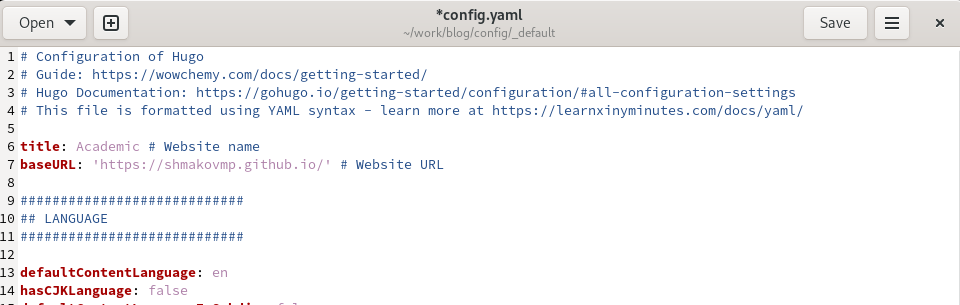 Open
*config.yaml
~/work/blog/config/_default
Save
1 # Configuration of Hugo
2 # Guide: https://wowchemy.com/docs/getting-started/
3 # Hugo Documentation: https://gohugo.io/getting-started/configuration/#all-configuration-settings
4 # This file is formatted using YAML syntax - learn more at https://learnxinyminutes.com/docs/yaml/
5
6 title: Academic # Website name
7 baseURL: 'https://shmakovmp.github.io/' # Website URL
8
9 ############################
10 ## LANGUAGE
11 ############################
12
13 defaultContentLanguage: en
14 hasCJKLanguage: false